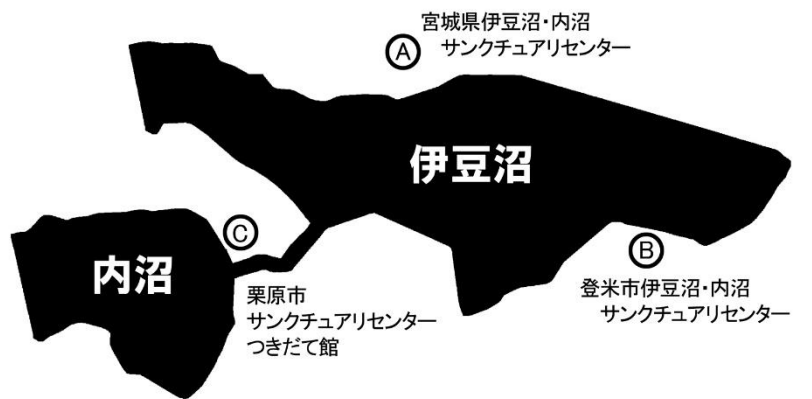 宮城県伊豆沼・内沼
サンクチュアリセンター
A
伊豆沼
C
内沼
B
栗原市
サンクチュアリセンター
つきだて館
登米市伊豆沼・内沼
サンクチュアリセンター